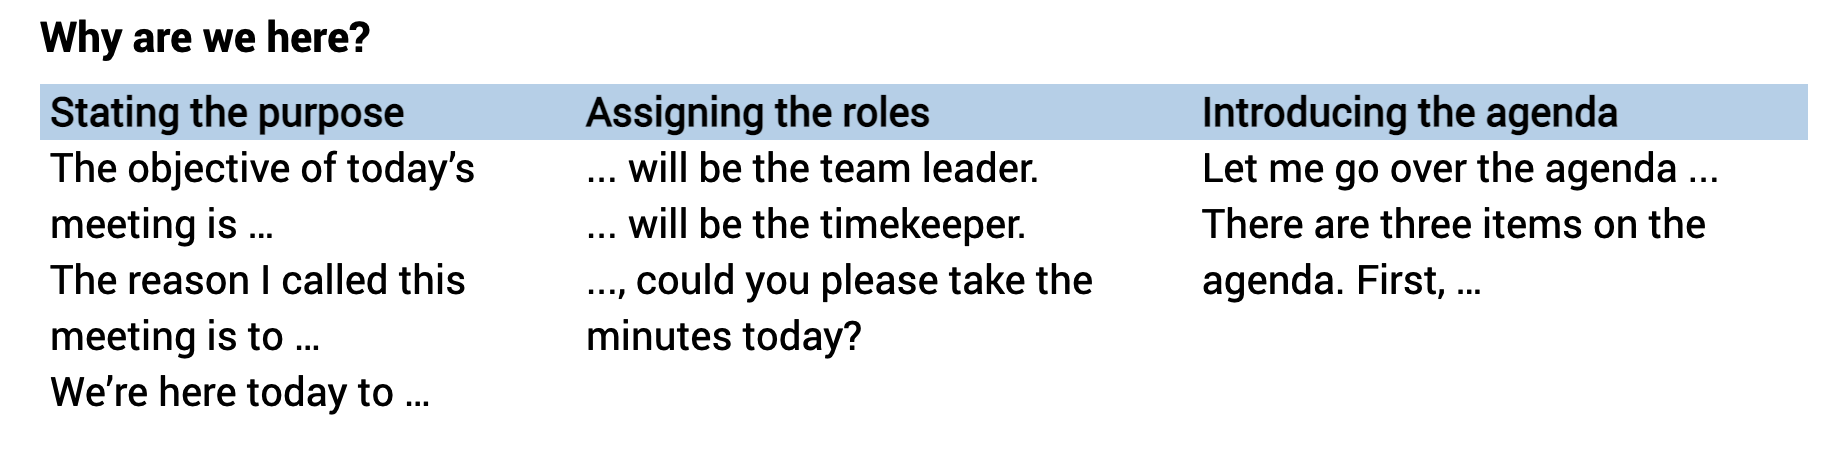 Why are we here?
Stating the purpose
The objective of today’s
meeting is …
The reason I called this
meeting is to …
We’re here today to …
Assigning the roles
... will be the team leader.
... will be the timekeeper.
..., could you please take the
minutes today?
Introducing the agenda
Let me go over the agenda ...
There are three items on the
agenda. First, …